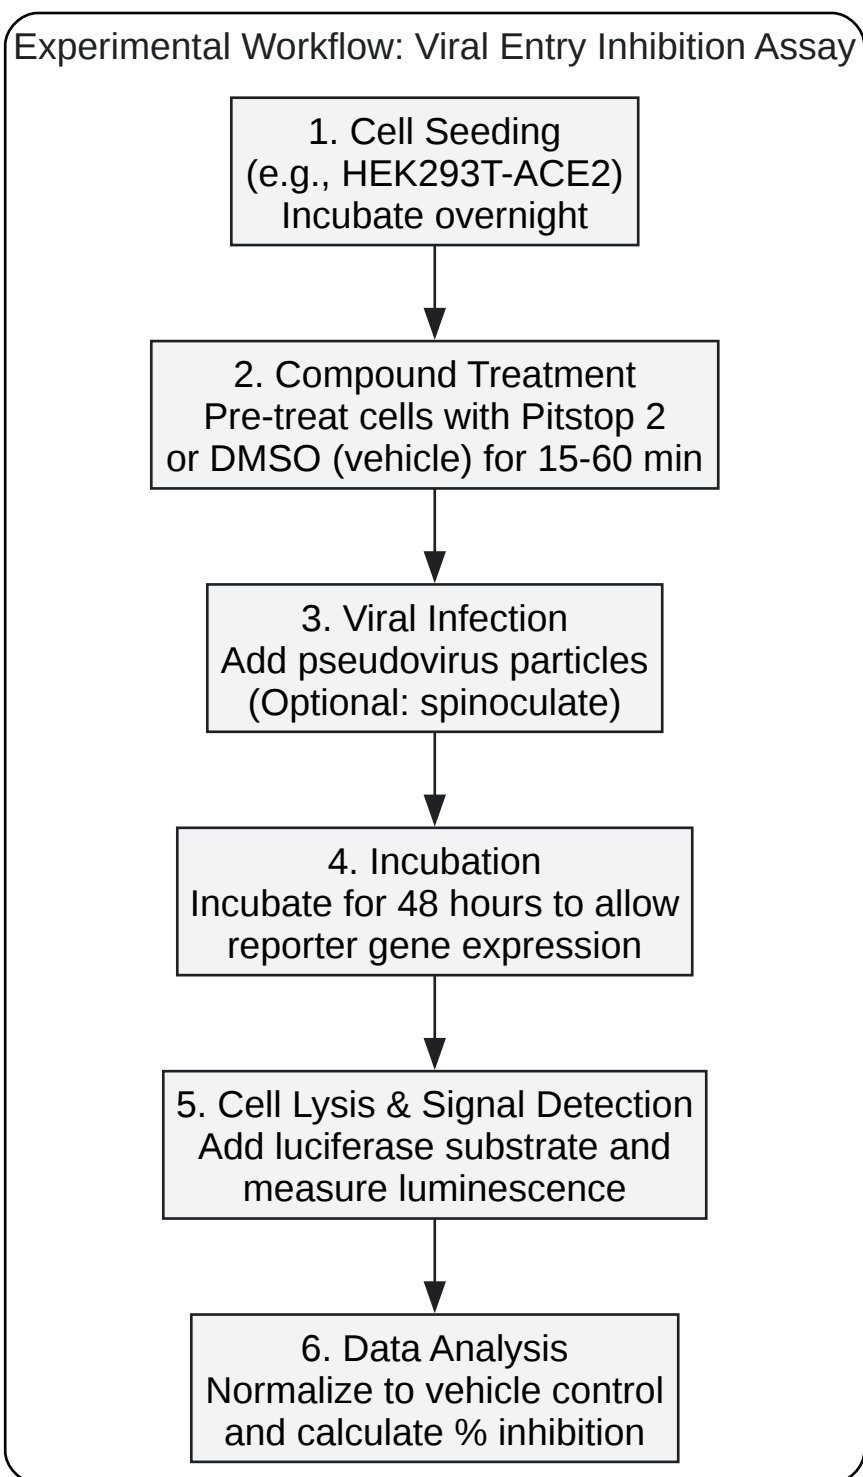 Experimental Workflow: Viral Entry Inhibition Assay
1. Cell Seeding
(e.g., HEK293T-ACE2)
Incubate overnight
2. Compound Treatment
Pre-treat cells with Pitstop 2
or DMSO (vehicle) for 15-60 min
3. Viral Infection
Add pseudovirus particles
(Optional: spinoculate)
4. Incubation
Incubate for 48 hours to allow
reporter gene expression
5. Cell Lysis & Signal Detection
Add luciferase substrate and
measure luminescence
6. Data Analysis
Normalize to vehicle control
and calculate % inhibition